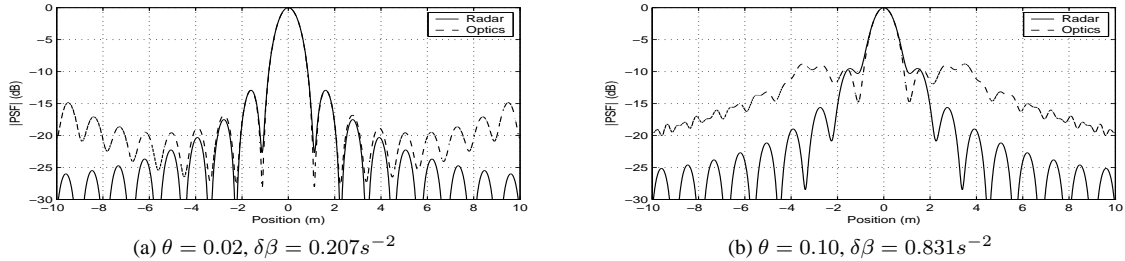 0
−5
−10
−15
−20
−25
−30
|PSF| (dB)
Radar
Optics
−10 −8 −6 −4 −2 0 2 4 6 8 10
Position (m)
(a) θ = 0.02, δβ = 0.207s−2
0
−5
−10
−15
−20
−25
−30
|PSF| (dB)
Radar
Optics
−10 −8 −6 −4 −2 0 2 4 6 8 10
Position (m)
(b) θ = 0.10, δβ = 0.831s−2